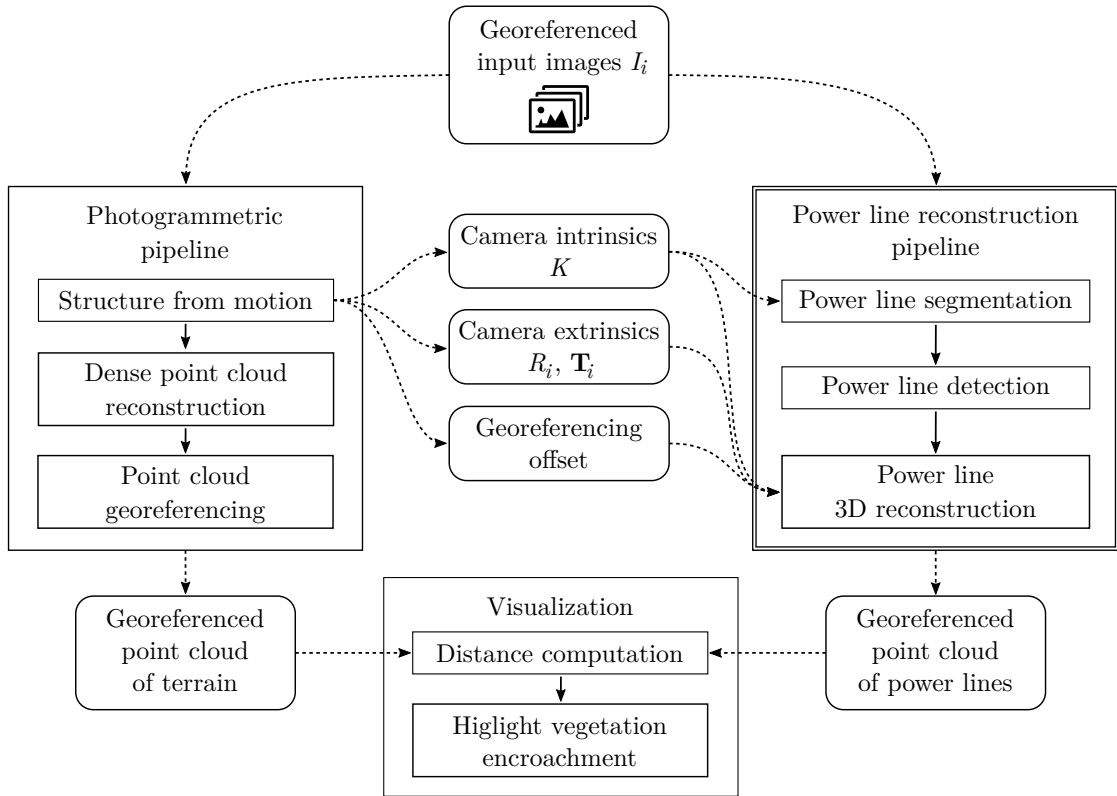 Georeferenced
input images I_i
Photogrammetric
pipeline
Structure from motion
Dense point cloud
reconstruction
Point cloud
georeferencing
Camera intrinsics
K
Camera extrinsics
R_i, T_i
Georeferencing
offset
Power line reconstruction
pipeline
Power line segmentation
Power line detection
Power line
3D reconstruction
Georeferenced
point cloud
of terrain
Visualization
Distance computation
Higlight vegetation
encroachment
Georeferenced
point cloud
of power lines